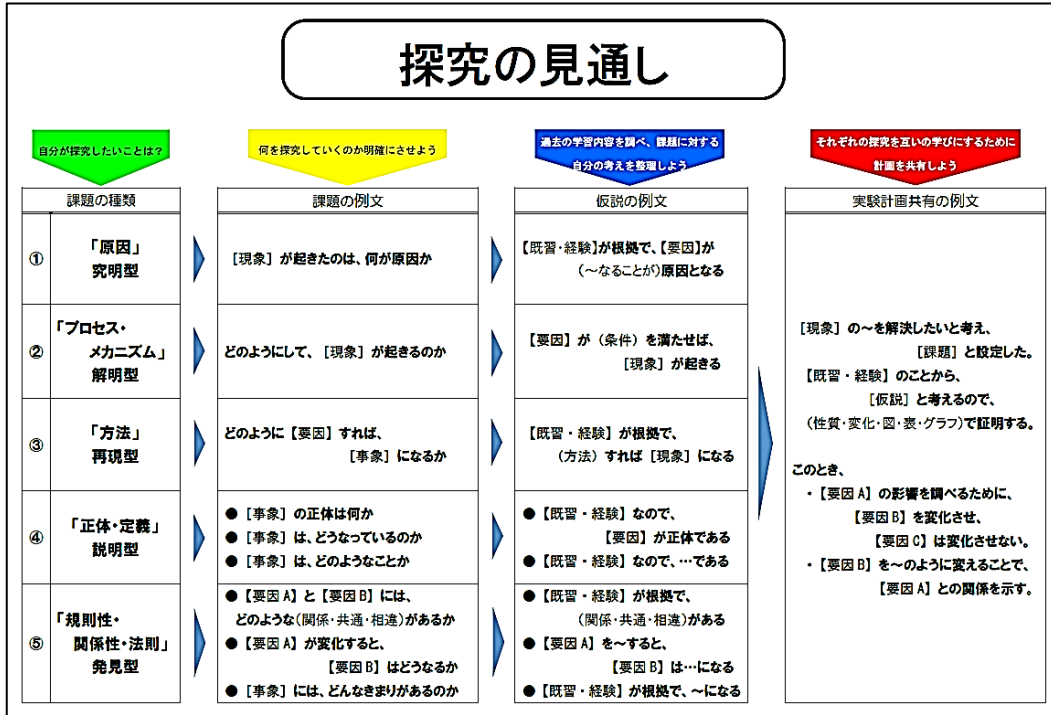 探究の見通し
自分が探究したいことは？
何を探究していくのか明確にさせよう
過去の学習内容を調べ、課題に対する
自分の考えを整理しよう
それぞれの探究を互いの学びにするために
計画を共有しよう
課題の種類
課題の例文
仮説の例文
実験計画共有の例文
①
「原因」
究明型
［現象］が起きたのは、何が原因か
【既習・経験】が根拠で、【要因】が
（～なることが）原因となる
②
「プロセス・
メカニズム」
解明型
どのようにして、［現象］が起きるのか
【要因】が（条件）を満たせば、
［現象］が起きる
③
「方法」
再現型
どのように【要因】すれば、
［事象］になるか
【既習・経験】が根拠で、
（方法）すれば［現象］になる
④
「正体・定義」
説明型
●［事象］の正体は何か
●［事象］は、どうなっているのか
●［事象］は、どのようなことか
●【既習・経験】なので、
【要因】が正体である
●【既習・経験】なので、…である
⑤
「規則性・
関係性・法則」
発見型
●【要因A】と【要因B】には、
どのような（関係・共通・相違）があるか
●【要因A】が変化すると、
【要因B】はどうなるか
●［事象］には、どんなきまりがあるのか
●【既習・経験】が根拠で、
（関係・共通・相違）がある
●【要因A】を～すると、
【要因B】は…になる
●【既習・経験】が根拠で、～になる
［現象］の～を解決したいと考え、
［課題］と設定した。
【既習・経験】のことから、
［仮説］と考えるので、
（性質・変化・図・表・グラフ）で証明する。
このとき、
・【要因A】の影響を調べるために、
【要因B】を変化させ、
【要因C】は変化させない。
・【要因B】を～のように変えることで、
【要因A】との関係を示す。